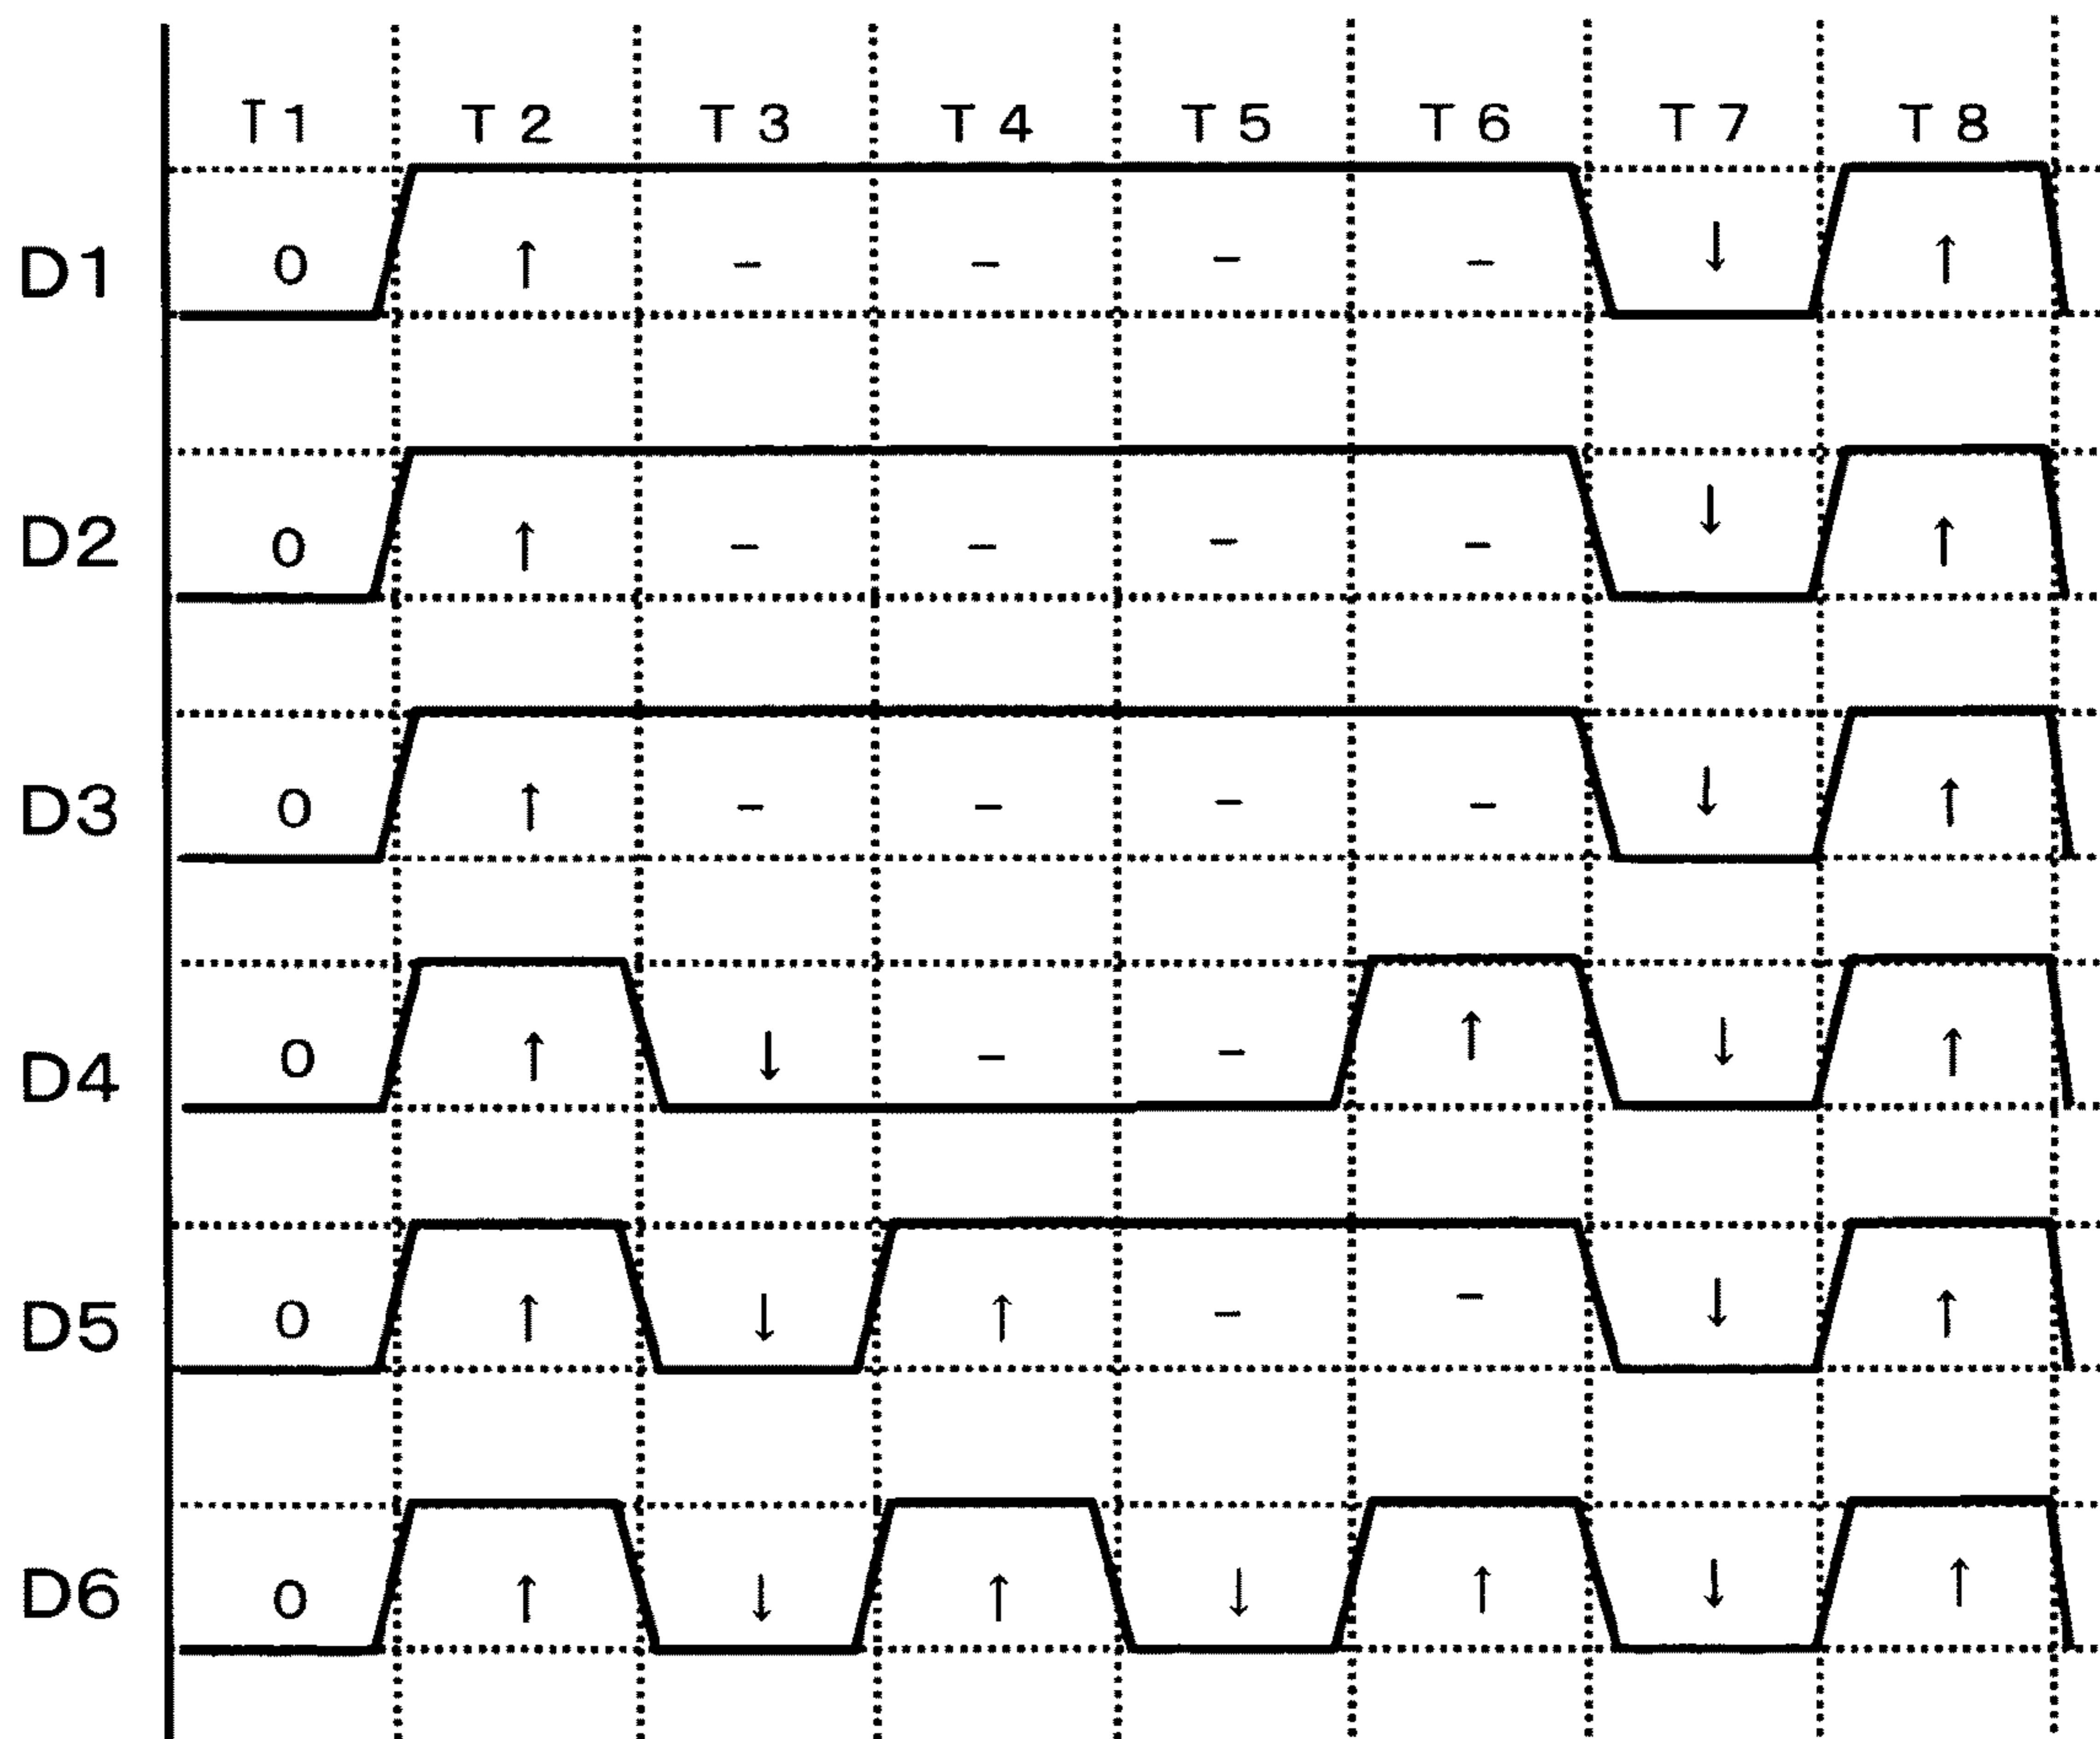 T1 T2 T3 T4 T5 T6 T7 T8
D1 0 ↑ - - - - ↓ ↑
D2 0 ↑ - - - - ↓ ↑
D3 0 ↑ - - - - ↓ ↑
D4 0 ↑ ↓ - - ↑ ↓ ↑
D5 0 ↑ ↓ ↑ - - ↓ ↑
D6 0 ↑ ↓ ↑ ↓ ↑ ↓ ↑